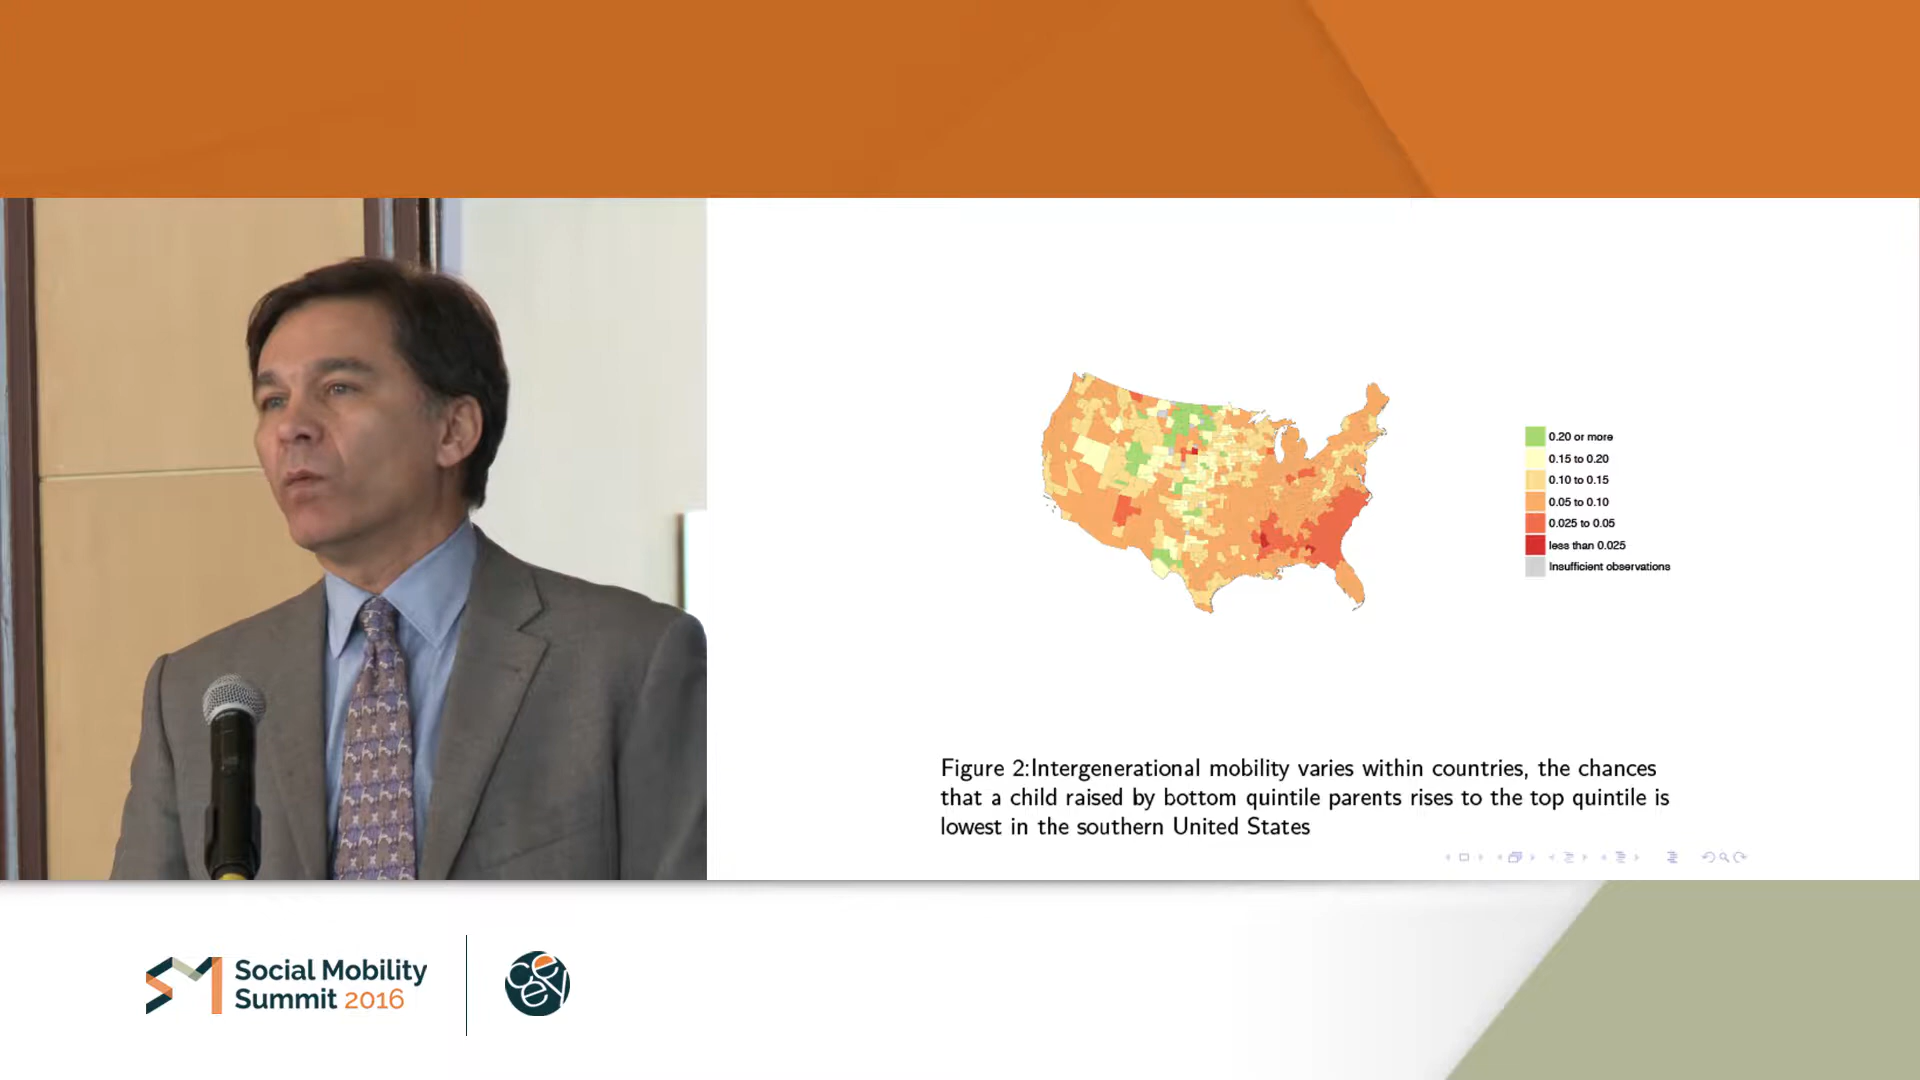 0.20 or more
0.15 to 0.20
0.10 to 0.15
0.05 to 0.10
0.025 to 0.05
less than 0.025
Insufficient observations
Figure 2:Intergenerational mobility varies within countries, the chances
that a child raised by bottom quintile parents rises to the top quintile is
lowest in the southern United States
SM
Social Mobility
Summit 2016
ceey